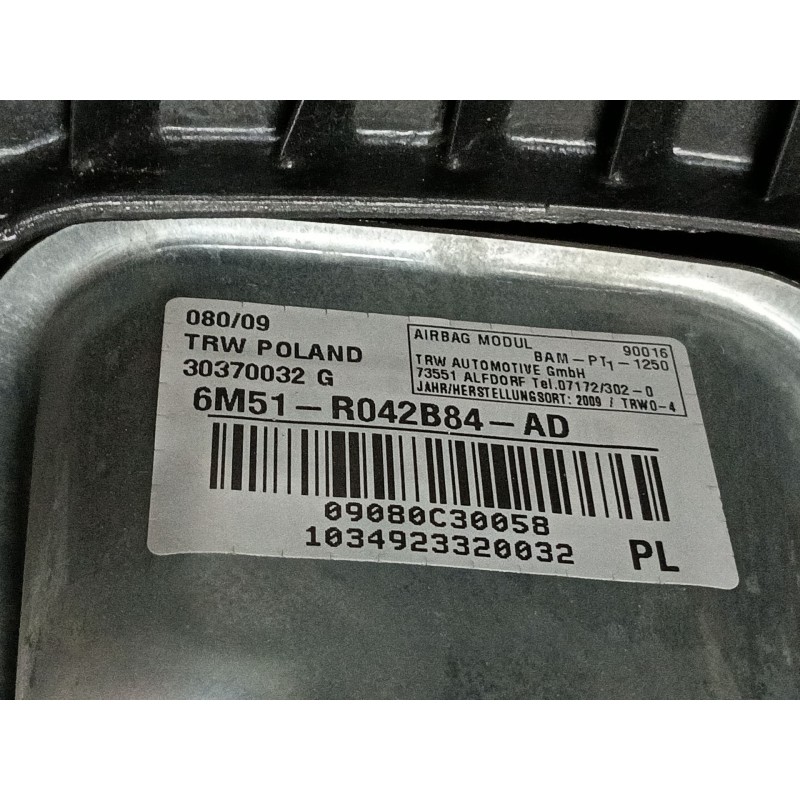 080/09
TRW POLAND
30370032 G
AIRBAG MODUL 90016
BAM-PT1-1250
TRW AUTOMOTIVE GmbH
73551 ALFDORF Tel.07172/302-0
JAHR/HERSTELLUNGSORT: 2009 / TRWO-4
6M51-R042B84-AD
09080C30058
1034923320032 PL